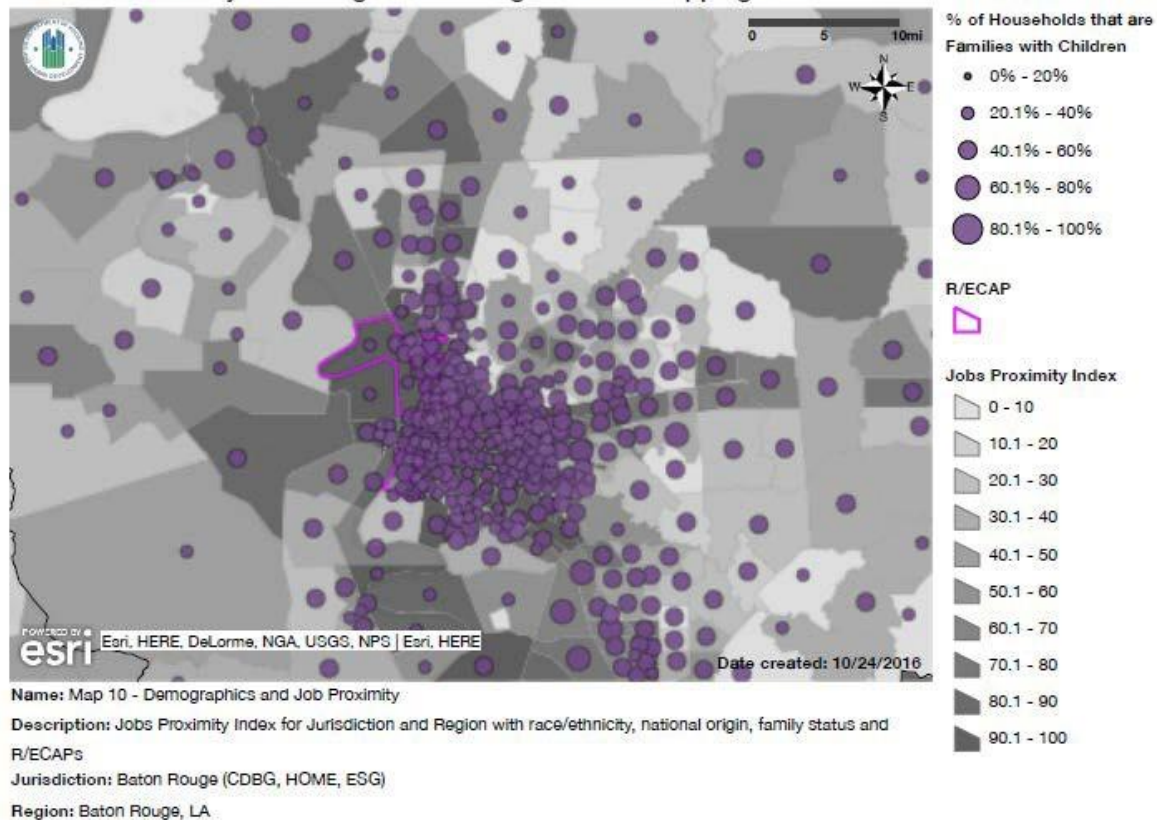 0 5 10mi
N
W E
S
% of Households that are
Families with Children
0% - 20%
20.1% - 40%
40.1% - 60%
60.1% - 80%
80.1% - 100%
R/ECAP
Jobs Proximity Index
0 - 10
10.1 - 20
20.1 - 30
30.1 - 40
40.1 - 50
50.1 - 60
60.1 - 70
70.1 - 80
80.1 - 90
90.1 - 100
POWERED BY
esri
Esri, HERE, DeLorme, NGA, USGS, NPS | Esri, HERE
Date created: 10/24/2016
Name: Map 10 - Demographics and Job Proximity
Description: Jobs Proximity Index for Jurisdiction and Region with race/ethnicity, national origin, family status and
R/ECAPs
Jurisdiction: Baton Rouge (CDBG, HOME, ESG)
Region: Baton Rouge, LA